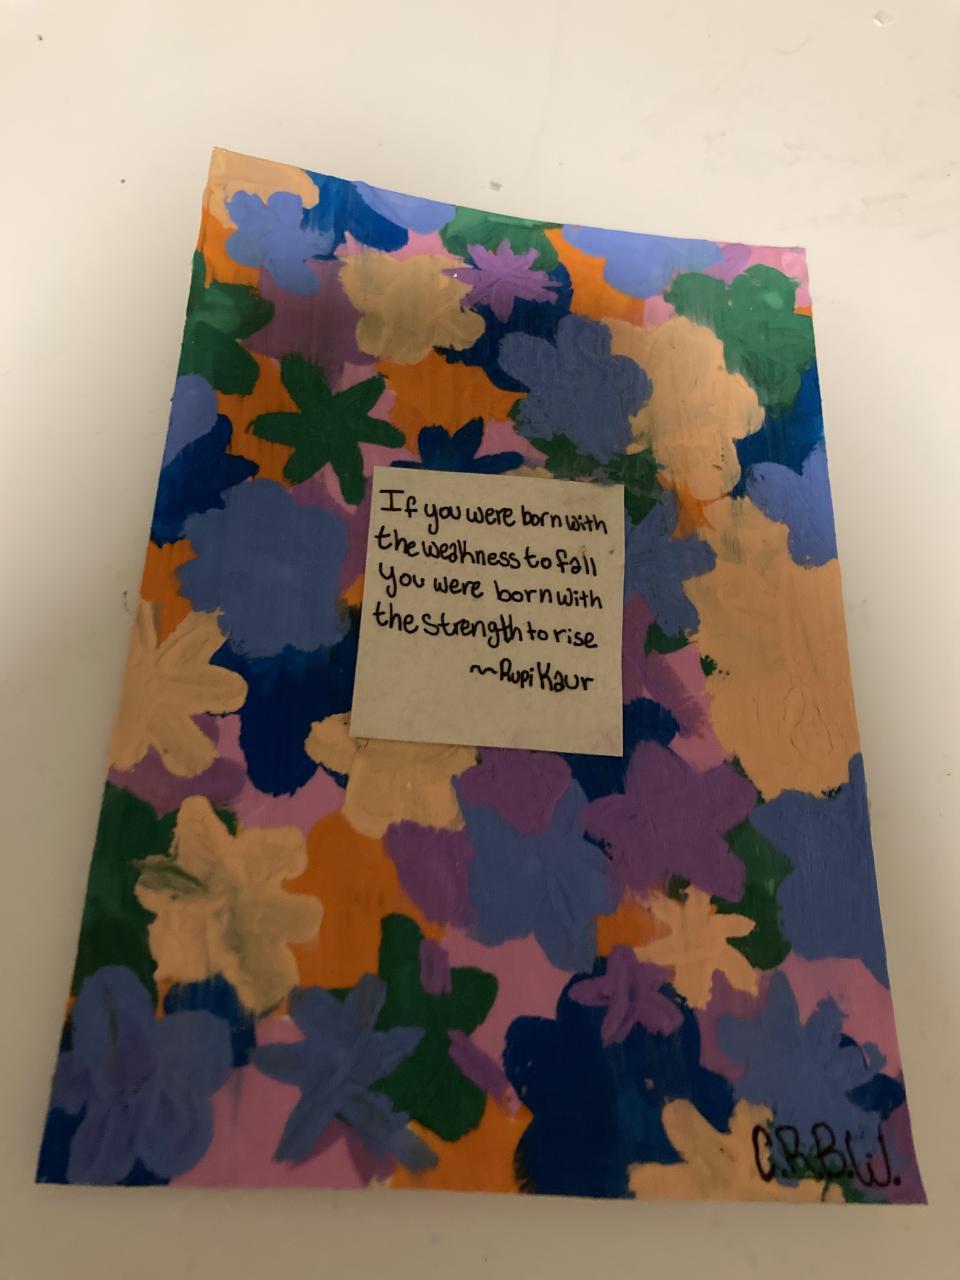 If you were born with
the weakness to fall
you were born with
the strength to rise
~Rupi Kaur
C.B.B.W.